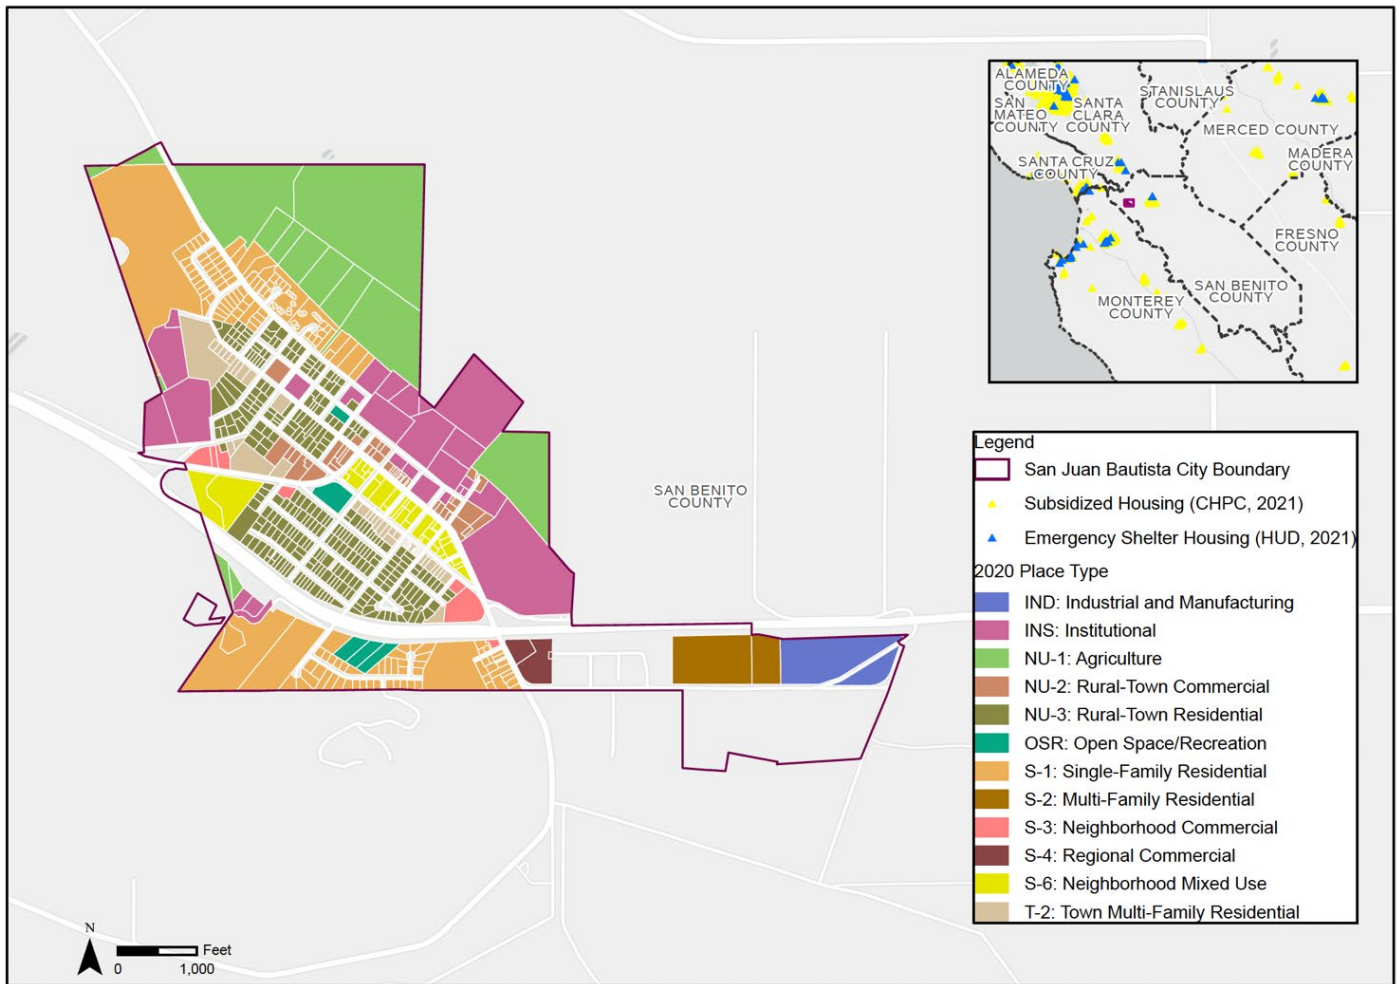 ALAMEDA
COUNTY
SAN
MATEO
COUNTY
SANTA
CLARA
COUNTY
STANISLAUS
COUNTY
MERCED COUNTY
MADERA
COUNTY
SANTA CRUZ
COUNTY
FRESNO
COUNTY
SAN BENITO
COUNTY
MONTEREY
COUNTY
SAN BENITO
COUNTY
Legend
San Juan Bautista City Boundary
Subsidized Housing (CHPC, 2021)
Emergency Shelter Housing (HUD, 2021)
2020 Place Type
IND: Industrial and Manufacturing
INS: Institutional
NU-1: Agriculture
NU-2: Rural-Town Commercial
NU-3: Rural-Town Residential
OSR: Open Space/Recreation
S-1: Single-Family Residential
S-2: Multi-Family Residential
S-3: Neighborhood Commercial
S-4: Regional Commercial
S-6: Neighborhood Mixed Use
T-2: Town Multi-Family Residential
N
Feet
0 1,000